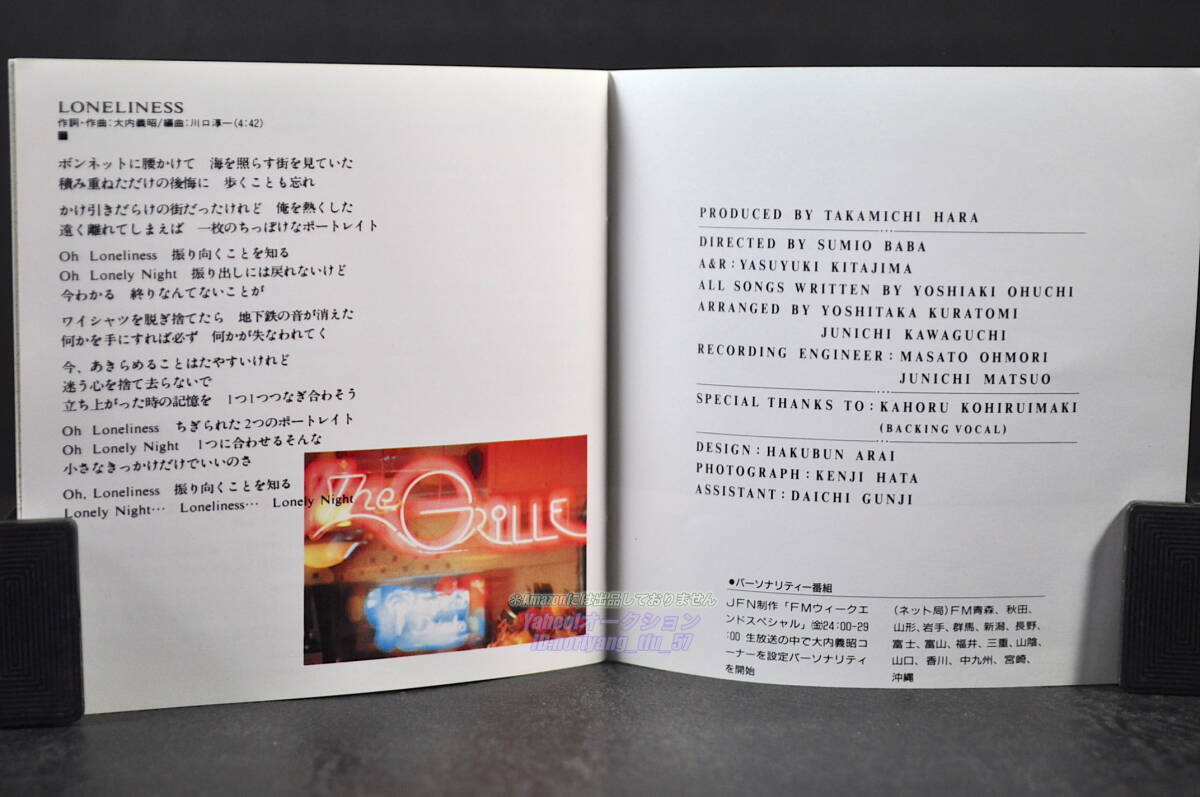 LONELINESS
作詞・作曲:大内義昭/編曲:川口淳一(4:42)
ボンネットに腰かけて 海を照らす街を見ていた
積み重ねただけの後悔に 歩くことも忘れ
かけ引きだらけの街だったけれど 俺を熱くした
遠く離れてしまえば 一枚のちっぽけなポートレイト
Oh Loneliness 振り向くことを知る
Oh Lonely Night 振り出しには戻れないけど
今わかる 終りなんてないことが
ワイシャツを脱ぎ捨てたら 地下鉄の音が消えた
何かを手にすれば必ず 何かが失なわれてく
今、あきらめることはたやすいけれど
迷う心を捨て去らないで
立ち上がった時の記憶を 1つ1つつなぎ合わそう
Oh Loneliness ちぎられた2つのポートレイト
Oh Lonely Night 1つに合わせるそんな
小さなきっかけだけでいいのさ
Oh, Loneliness 振り向くことを知る
Lonely Night… Loneliness… Lonely Night
The GRILLE
PRODUCED BY TAKAMICHI HARA
DIRECTED BY SUMIO BABA
A&R:YASUYUKI KITAJIMA
ALL SONGS WRITTEN BY YOSHIAKI OHUCHI
ARRANGED BY YOSHITAKA KURATOMI
JUNICHI KAWAGUCHI
RECORDING ENGINEER:MASATO OHMORI
JUNICHI MATSUO
SPECIAL THANKS TO:KAHORU KOHIRUIMAKI
(BACKING VOCAL)
DESIGN:HAKUBUN ARAI
PHOTOGRAPH:KENJI HATA
ASSISTANT:DAICHI GUNJI
●パーソナリティー番組
JFN制作「FMウィークエ
ンドスペシャル」㊎24:00-29
:00 生放送の中で大内義昭コ
ーナーを設定パーソナリティ
を開始
(ネット局)FM青森、秋田、
山形、岩手、群馬、新潟、長野、
富士、富山、福井、三重、山陰、
山口、香川、中九州、宮崎、
沖縄
※Amazonには出品しておりません
Yahoo!オークション
ID:noriyang_tfu_57